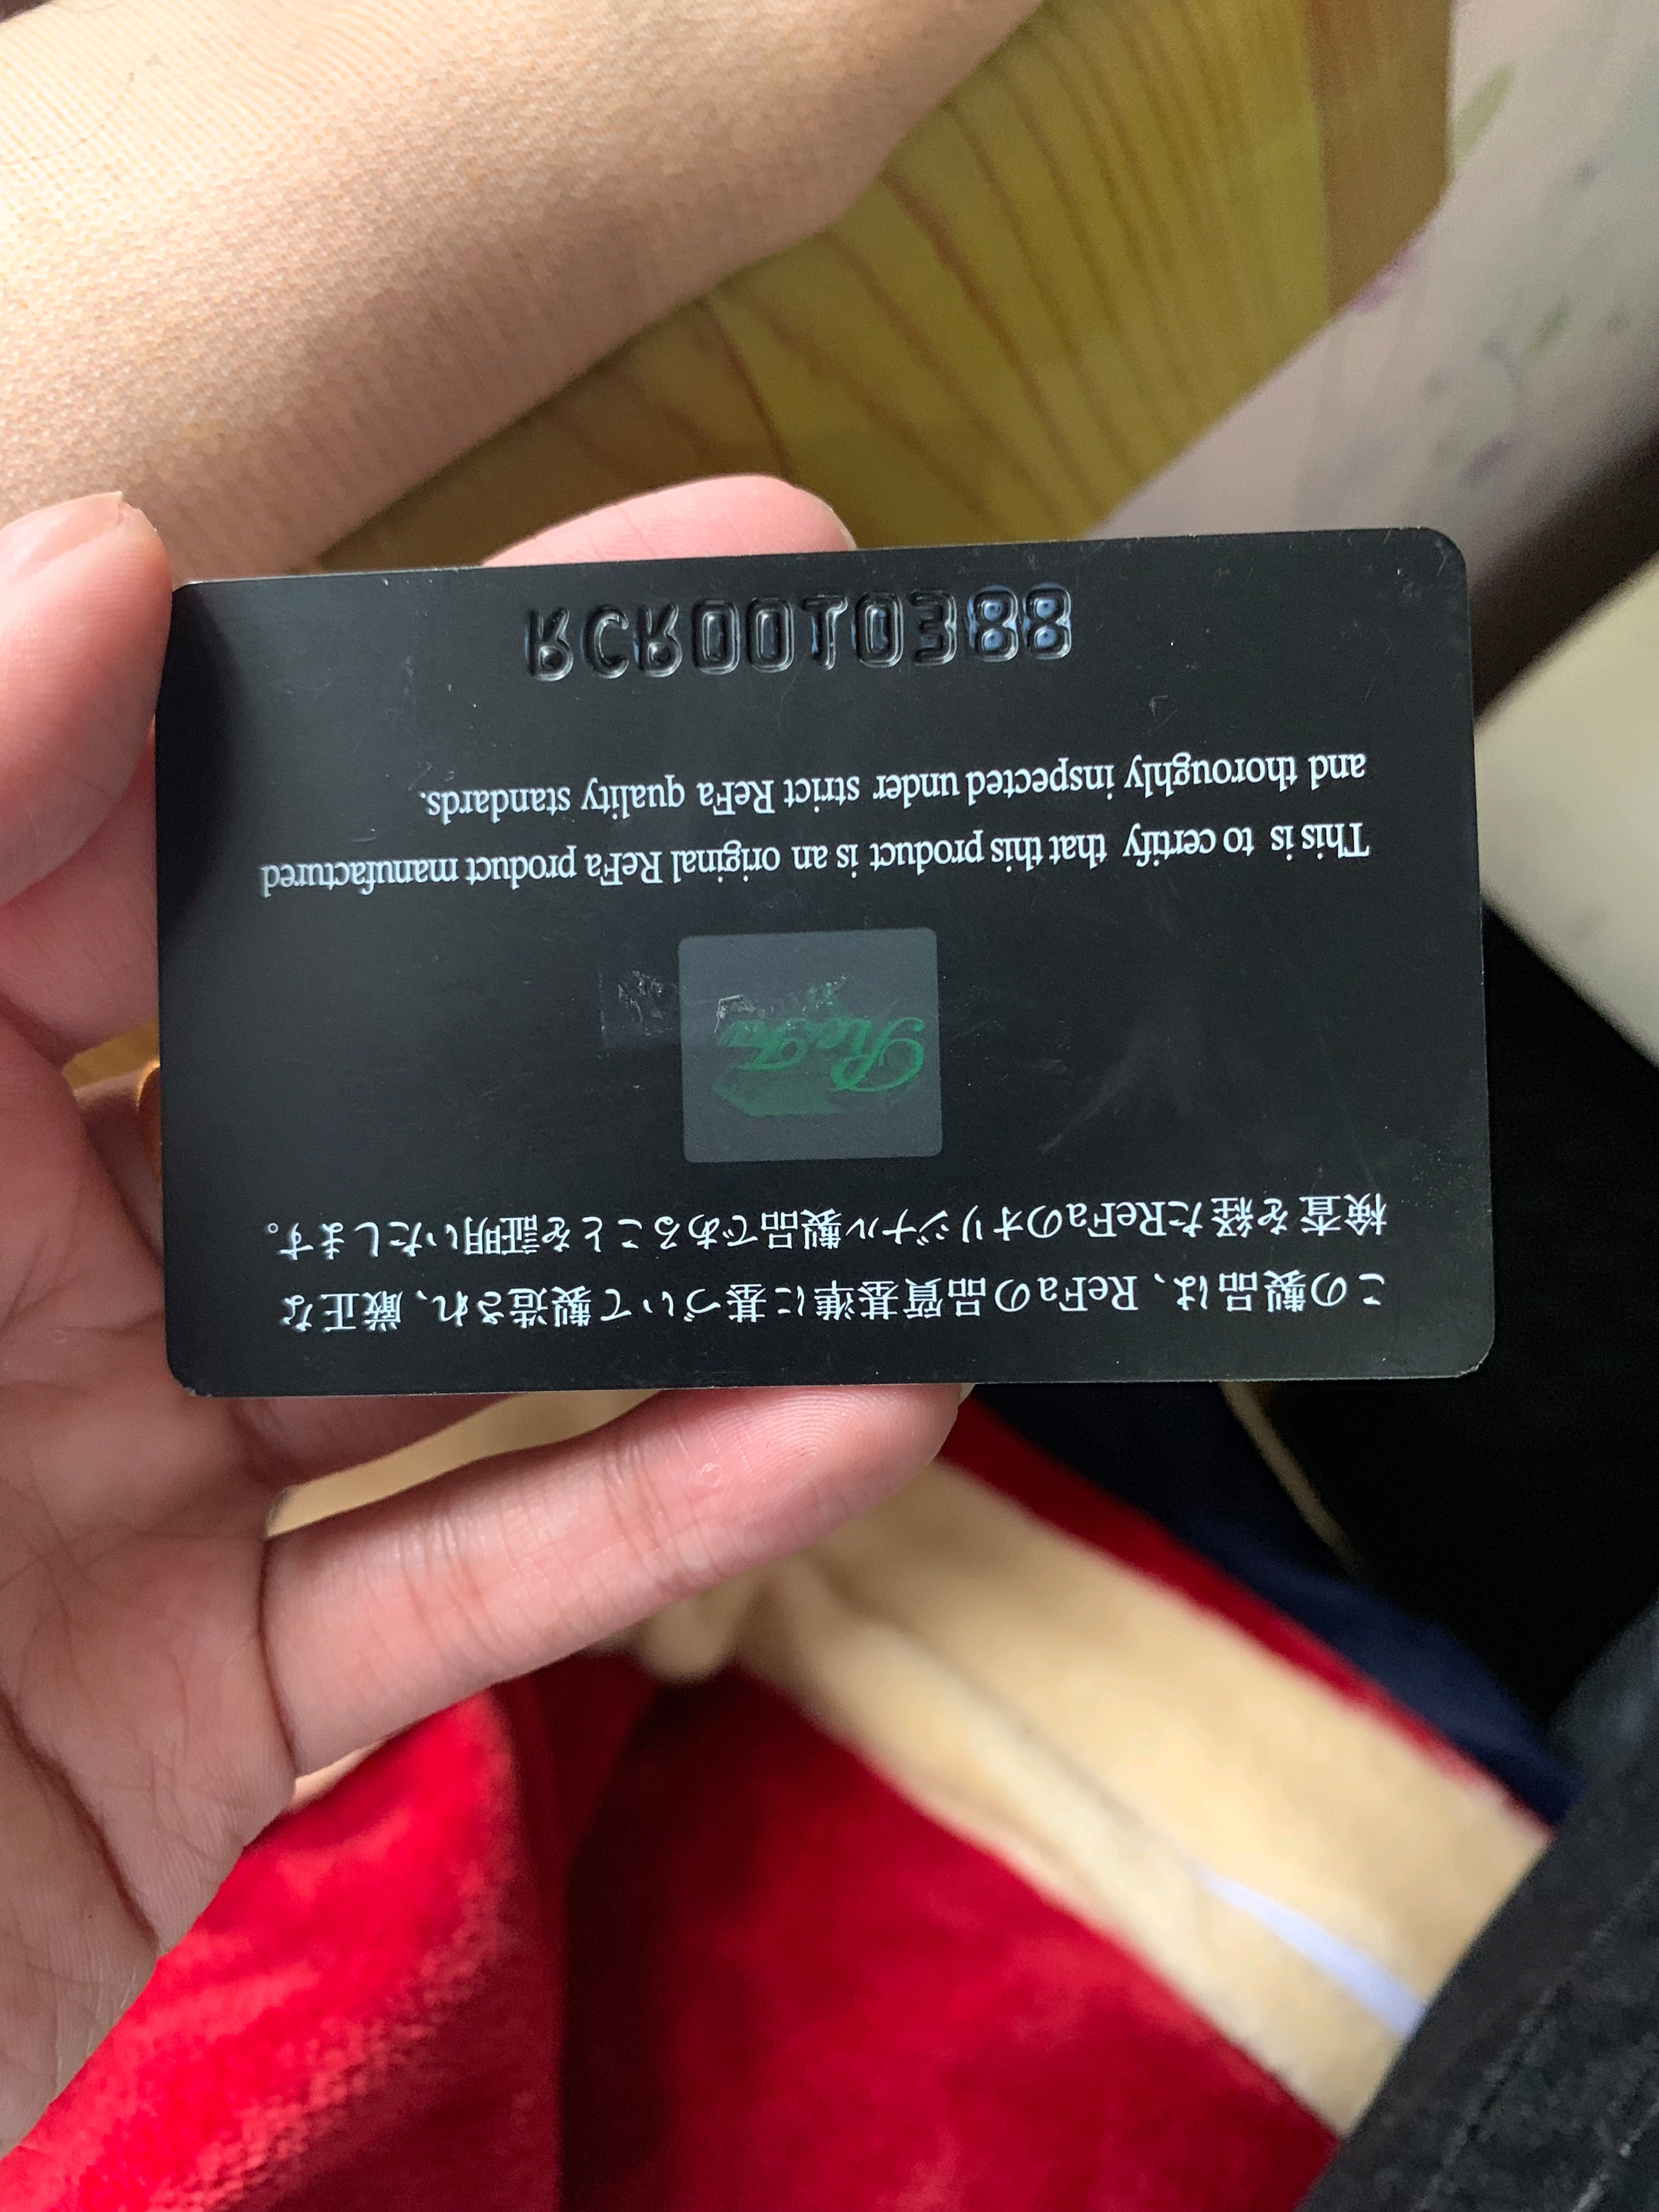 この製品は、ReFaの品質基準に基づいて製造され、厳正な
検査を経たReFaのオリジナル製品であることを証明いたします。
ReFa
This is to certify that this product is an original ReFa product manufactured
and thoroughly inspected under strict ReFa quality standards.
RCR0010388